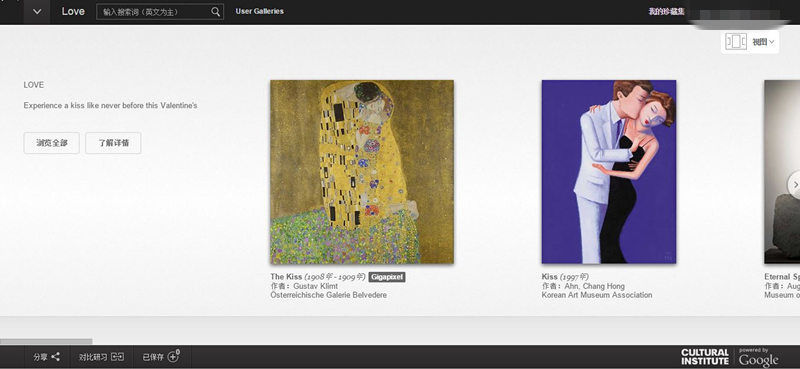 Love
输入搜索词（英文为主）
User Galleries
我的珍藏集
视图
LOVE
Experience a kiss like never before this Valentine's
浏览全部
了解详情
The Kiss (1908年 - 1909年) Gigapixel
作者：Gustav Klimt
Österreichische Galerie Belvedere
Kiss (1997年)
作者：Ahn, Chang Hong
Korean Art Museum Association
Eternal Sp
作者：Aug
Museum o
分享
对比研习
已保存 0
CULTURAL
INSTITUTE
powered by
Google